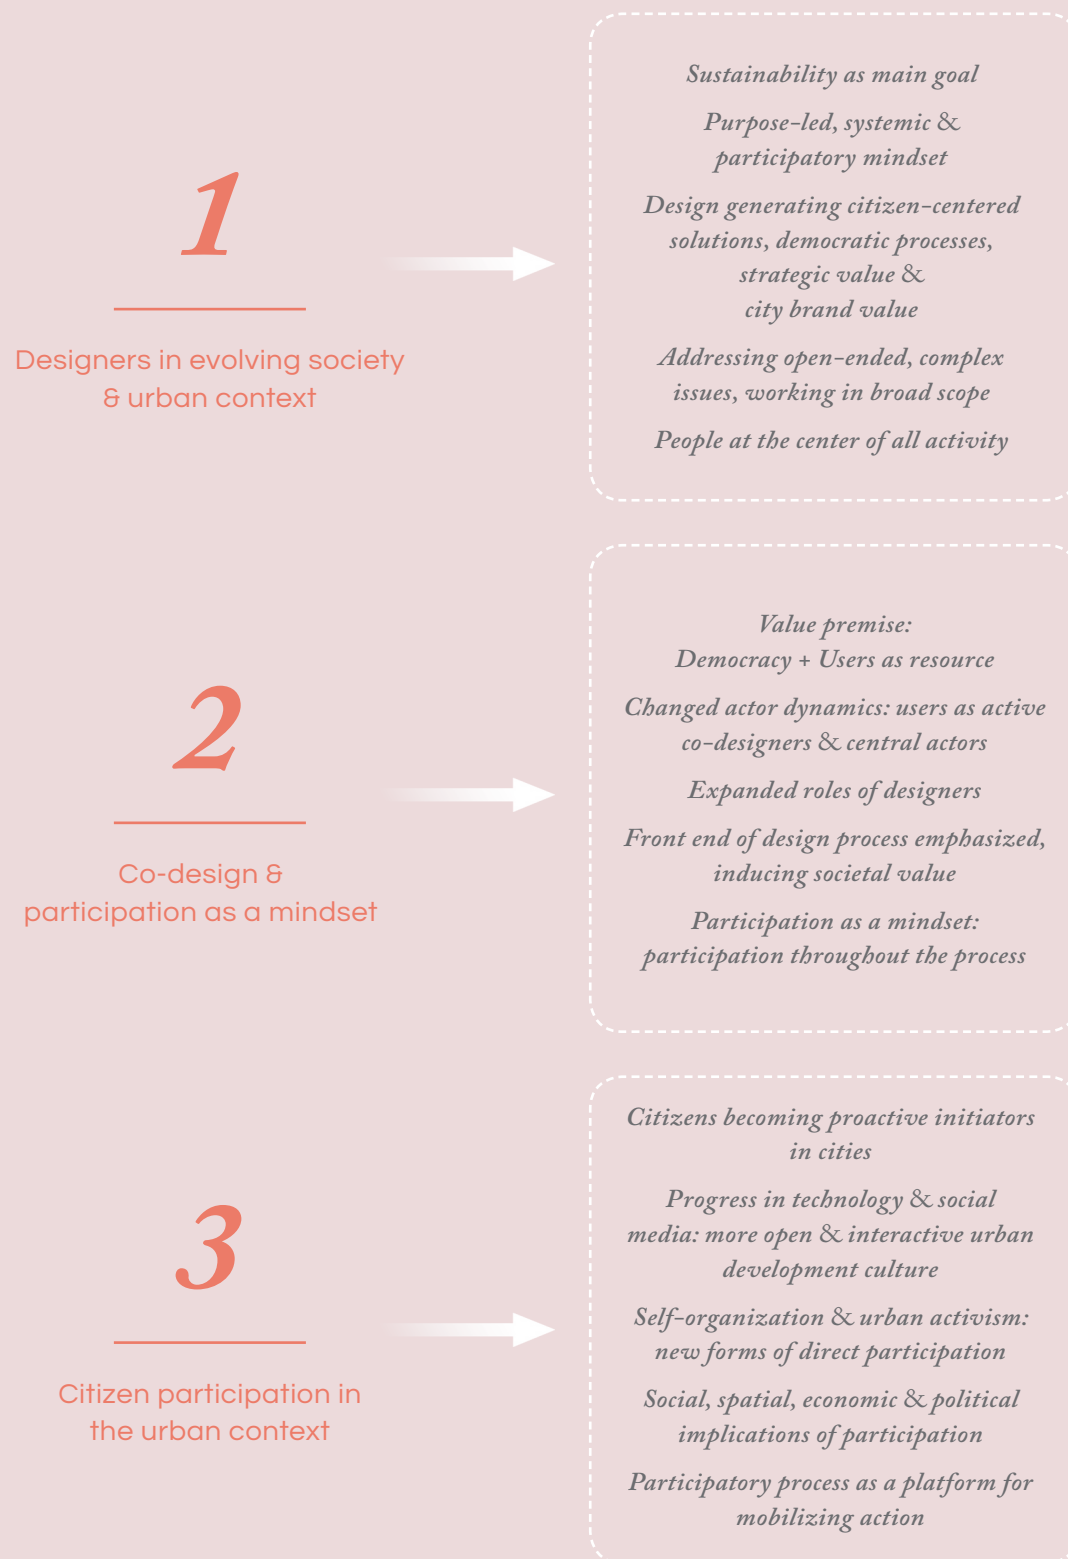 1
Designers in evolving society
& urban context
Sustainability as main goal
Purpose-led, systemic &
participatory mindset
Design generating citizen-centered
solutions, democratic processes,
strategic value &
city brand value
Addressing open-ended, complex
issues, working in broad scope
People at the center of all activity
2
Co-design &
participation as a mindset
Value premise:
Democracy + Users as resource
Changed actor dynamics: users as active
co-designers & central actors
Expanded roles of designers
Front end of design process emphasized,
inducing societal value
Participation as a mindset:
participation throughout the process
3
Citizen participation in
the urban context
Citizens becoming proactive initiators
in cities
Progress in technology & social
media: more open & interactive urban
development culture
Self-organization & urban activism:
new forms of direct participation
Social, spatial, economic & political
implications of participation
Participatory process as a platform for
mobilizing action